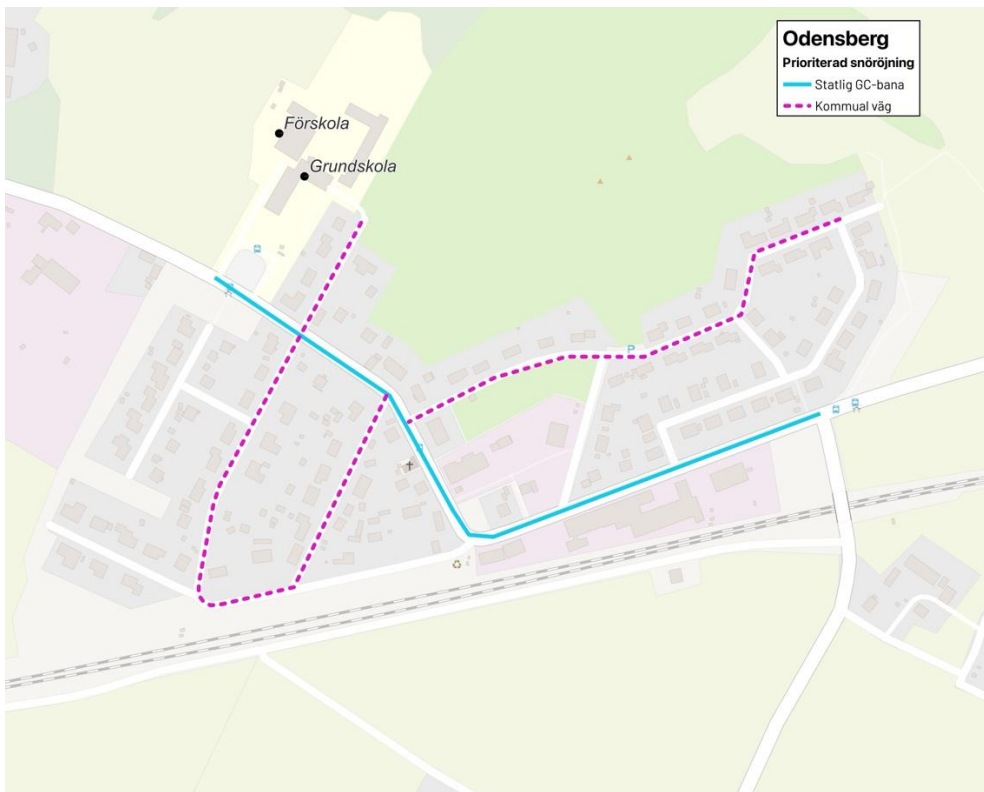 Odensberg
Prioriterad snöröjning
Statlig GC-bana
Kommual väg
Förskola
Grundskola
P